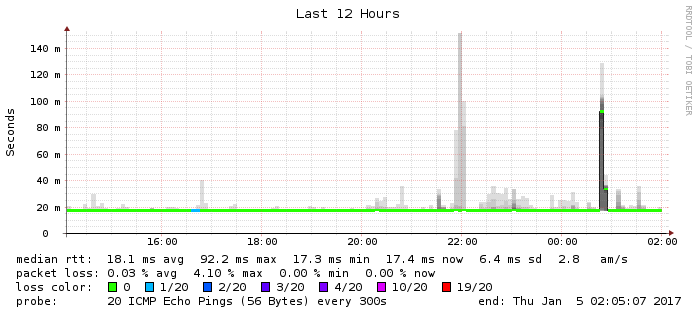 Last 12 Hours
RRDTOOL / TOBI OETIKER
Seconds
140 m
120 m
100 m
80 m
60 m
40 m
20 m
0
16:00 18:00 20:00 22:00 00:00 02:00
median rtt: 18.1 ms avg 92.2 ms max 17.3 ms min 17.4 ms now 6.4 ms sd 2.8 am/s
packet loss: 0.03 % avg 4.10 % max 0.00 % min 0.00 % now
loss color: 0 1/20 2/20 3/20 4/20 10/20 19/20
probe: 20 ICMP Echo Pings (56 Bytes) every 300s end: Thu Jan 5 02:05:07 2017